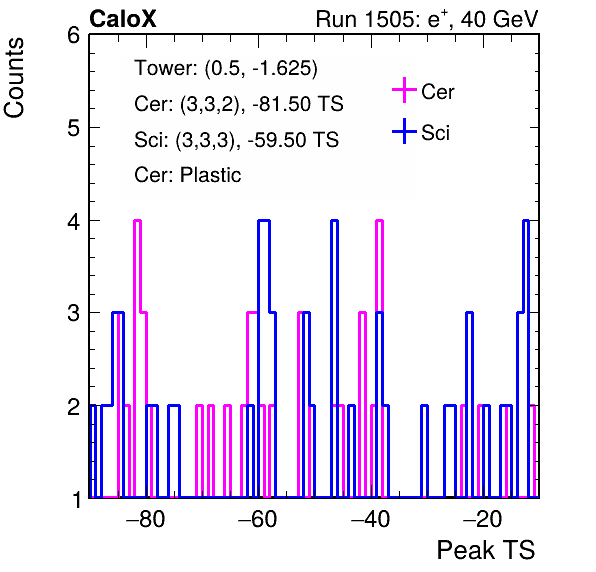 CaloX Run 1505: e⁺, 40 GeV
Counts
Tower: (0.5, -1.625)
Cer: (3,3,2), -81.50 TS
Sci: (3,3,3), -59.50 TS
Cer: Plastic
Cer
Sci
6
5
4
3
2
1
−80 −60 −40 −20
Peak TS